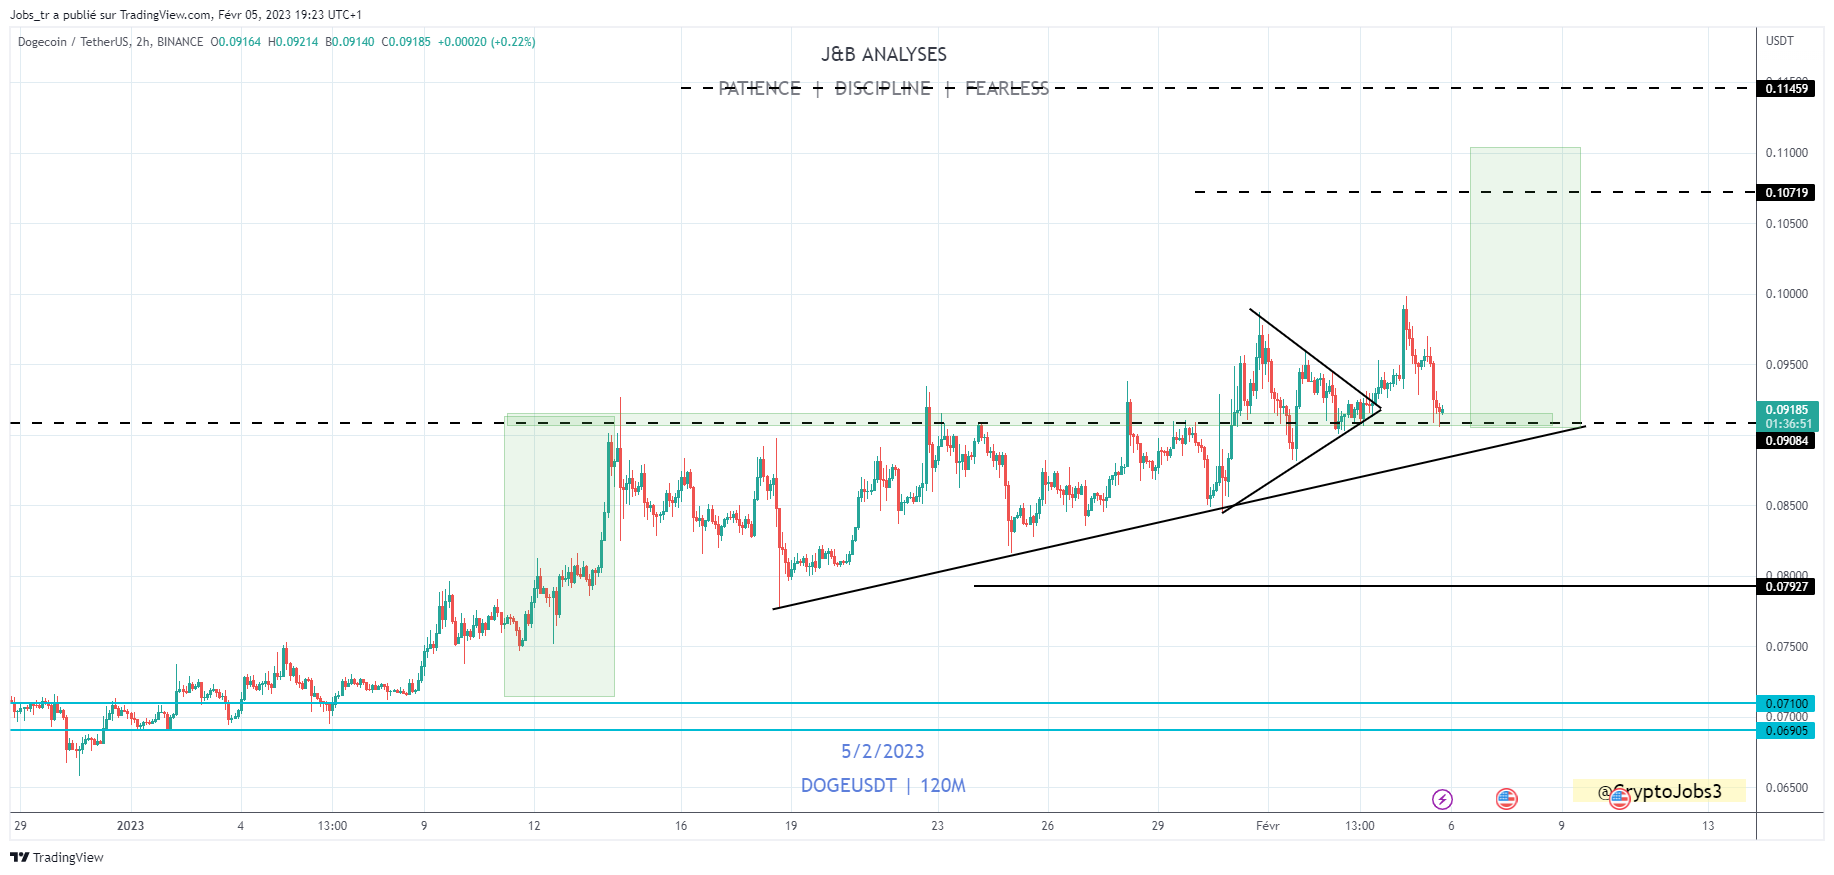 Jobs_tr a publié sur TradingView.com, Févr 05, 2023 19:23 UTC+1
Dogecoin / TetherUS, 2h, BINANCE O0.09164 H0.09214 B0.09140 C0.09185 +0.00020 (+0.22%)
USDT
J&B ANALYSES
PATIENCE | DISCIPLINE | FEARLESS
0.11500
0.11459
0.11000
0.10719
0.10500
0.10000
0.09500
0.09185
01:36:51
0.09084
0.08500
0.08000
0.07927
0.07500
0.07100
0.07000
0.06905
5/2/2023
DOGEUSDT | 120M
0.06500
@CryptoJobs3
29 2023 4 13:00 9 12 16 19 23 26 29 Févr 13:00 6 9 13
TradingView